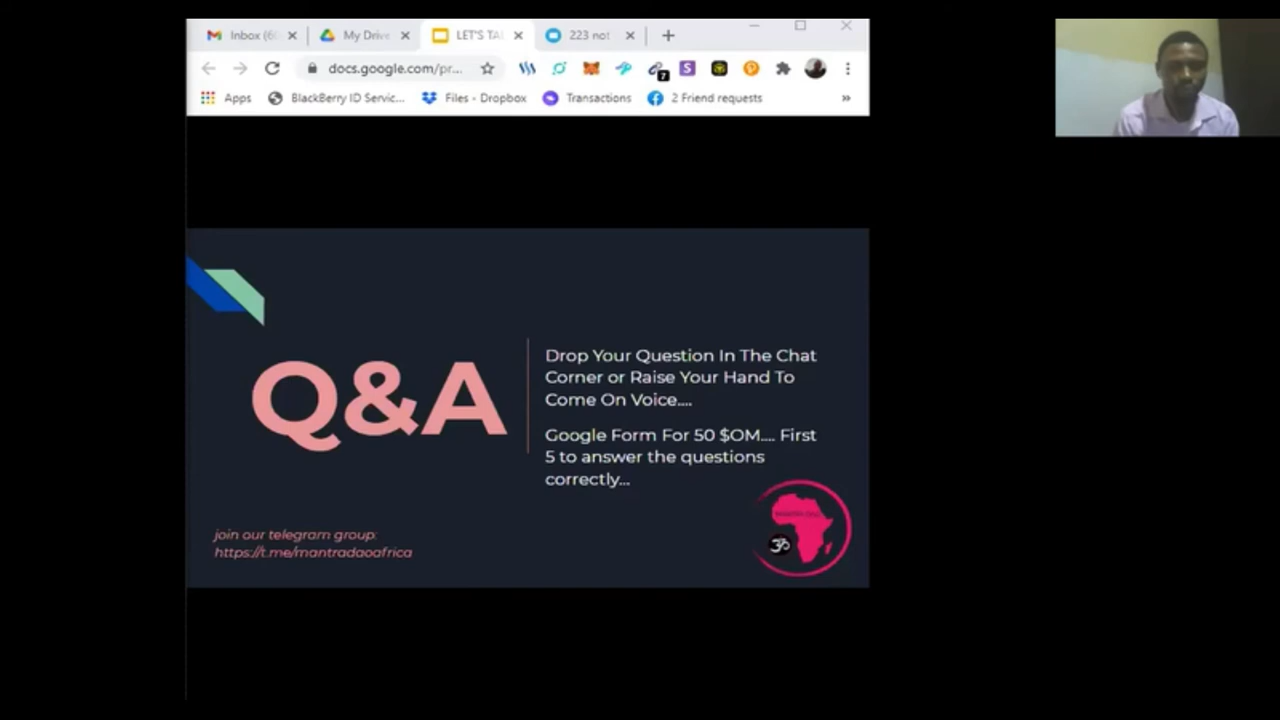 Inbox (6
My Drive
LET'S TA
223 not
docs.google.com/pr...
7
Apps
BlackBerry ID Servic...
Files - Dropbox
Transactions
2 Friend requests
»
Q&A
Drop Your Question In The Chat
Corner or Raise Your Hand To
Come On Voice....
Google Form For 50 $OM.... First
5 to answer the questions
correctly...
join our telegram group:
https://t.me/mantradaoafrica
ॐ